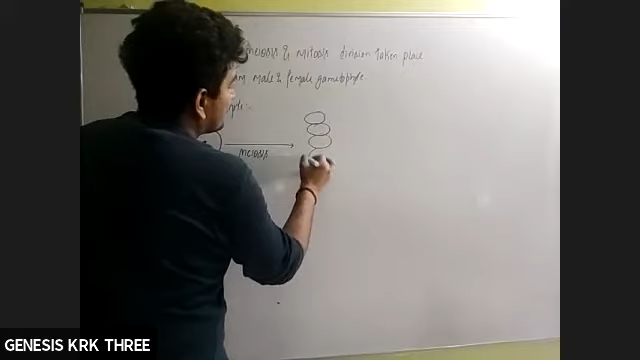 meiosis & mitosis division taken place
male & female gametophyte.
meiosis
GENESIS KRK THREE